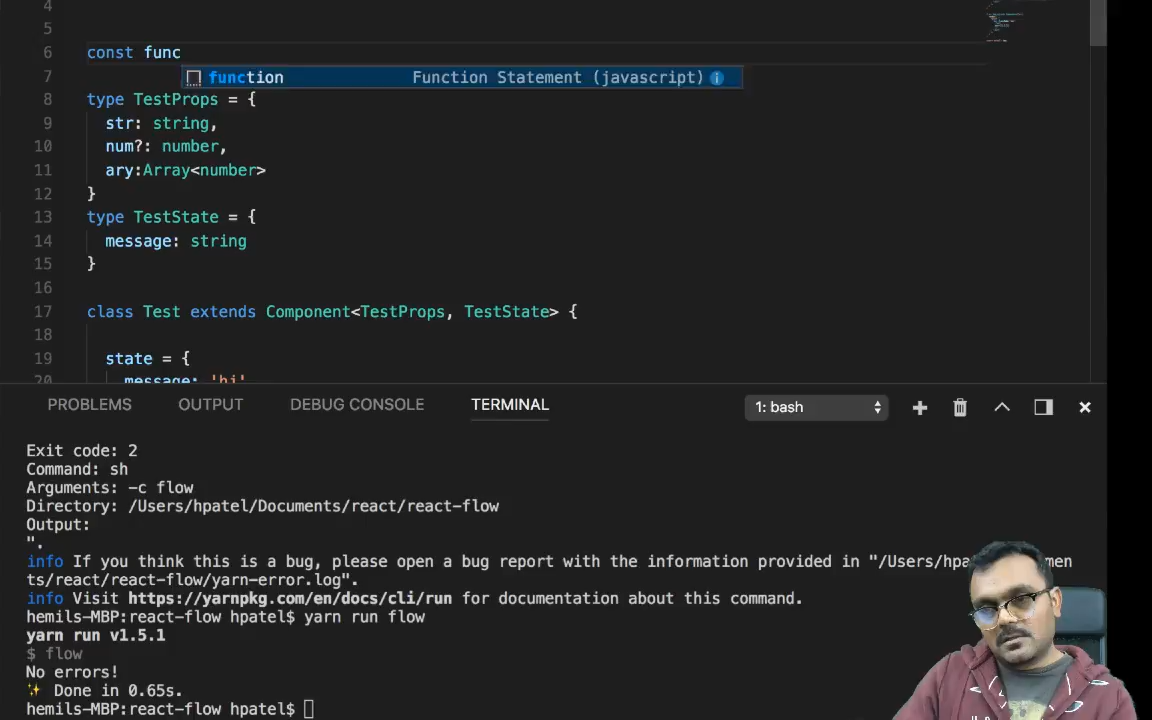 4
5
6 const func
function Function Statement (javascript)
7
8 type TestProps = {
9 str: string,
10 num?: number,
11 ary:Array<number>
12 }
13 type TestState = {
14 message: string
15 }
16
17 class Test extends Component<TestProps, TestState> {
18
19 state = {
20 message: 'hi'
PROBLEMS OUTPUT DEBUG CONSOLE TERMINAL 1: bash
Exit code: 2
Command: sh
Arguments: -c flow
Directory: /Users/hpatel/Documents/react/react-flow
Output:
".
info If you think this is a bug, please open a bug report with the information provided in "/Users/hpa men
ts/react/react-flow/yarn-error.log".
info Visit https://yarnpkg.com/en/docs/cli/run for documentation about this command.
hemils-MBP:react-flow hpatel$ yarn run flow
yarn run v1.5.1
$ flow
No errors!
✨ Done in 0.65s.
hemils-MBP:react-flow hpatel$